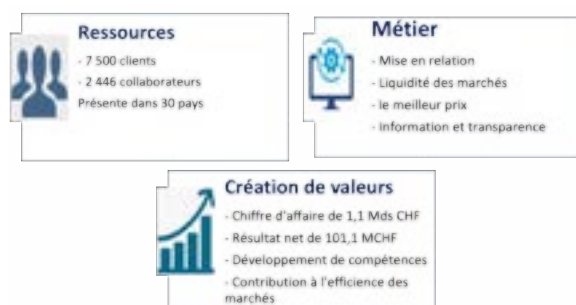 Ressources
- 7 500 clients
- 2 446 collaborateurs
Présente dans 30 pays
Métier
- Mise en relation
- Liquidité des marchés
- le meilleur prix
- Information et transparence
Création de valeurs
- Chiffre d'affaire de 1,1 Mds CHF
- Résultat net de 101,1 MCHF
- Développement de compétences
- Contribution à l'efficience des
marchés